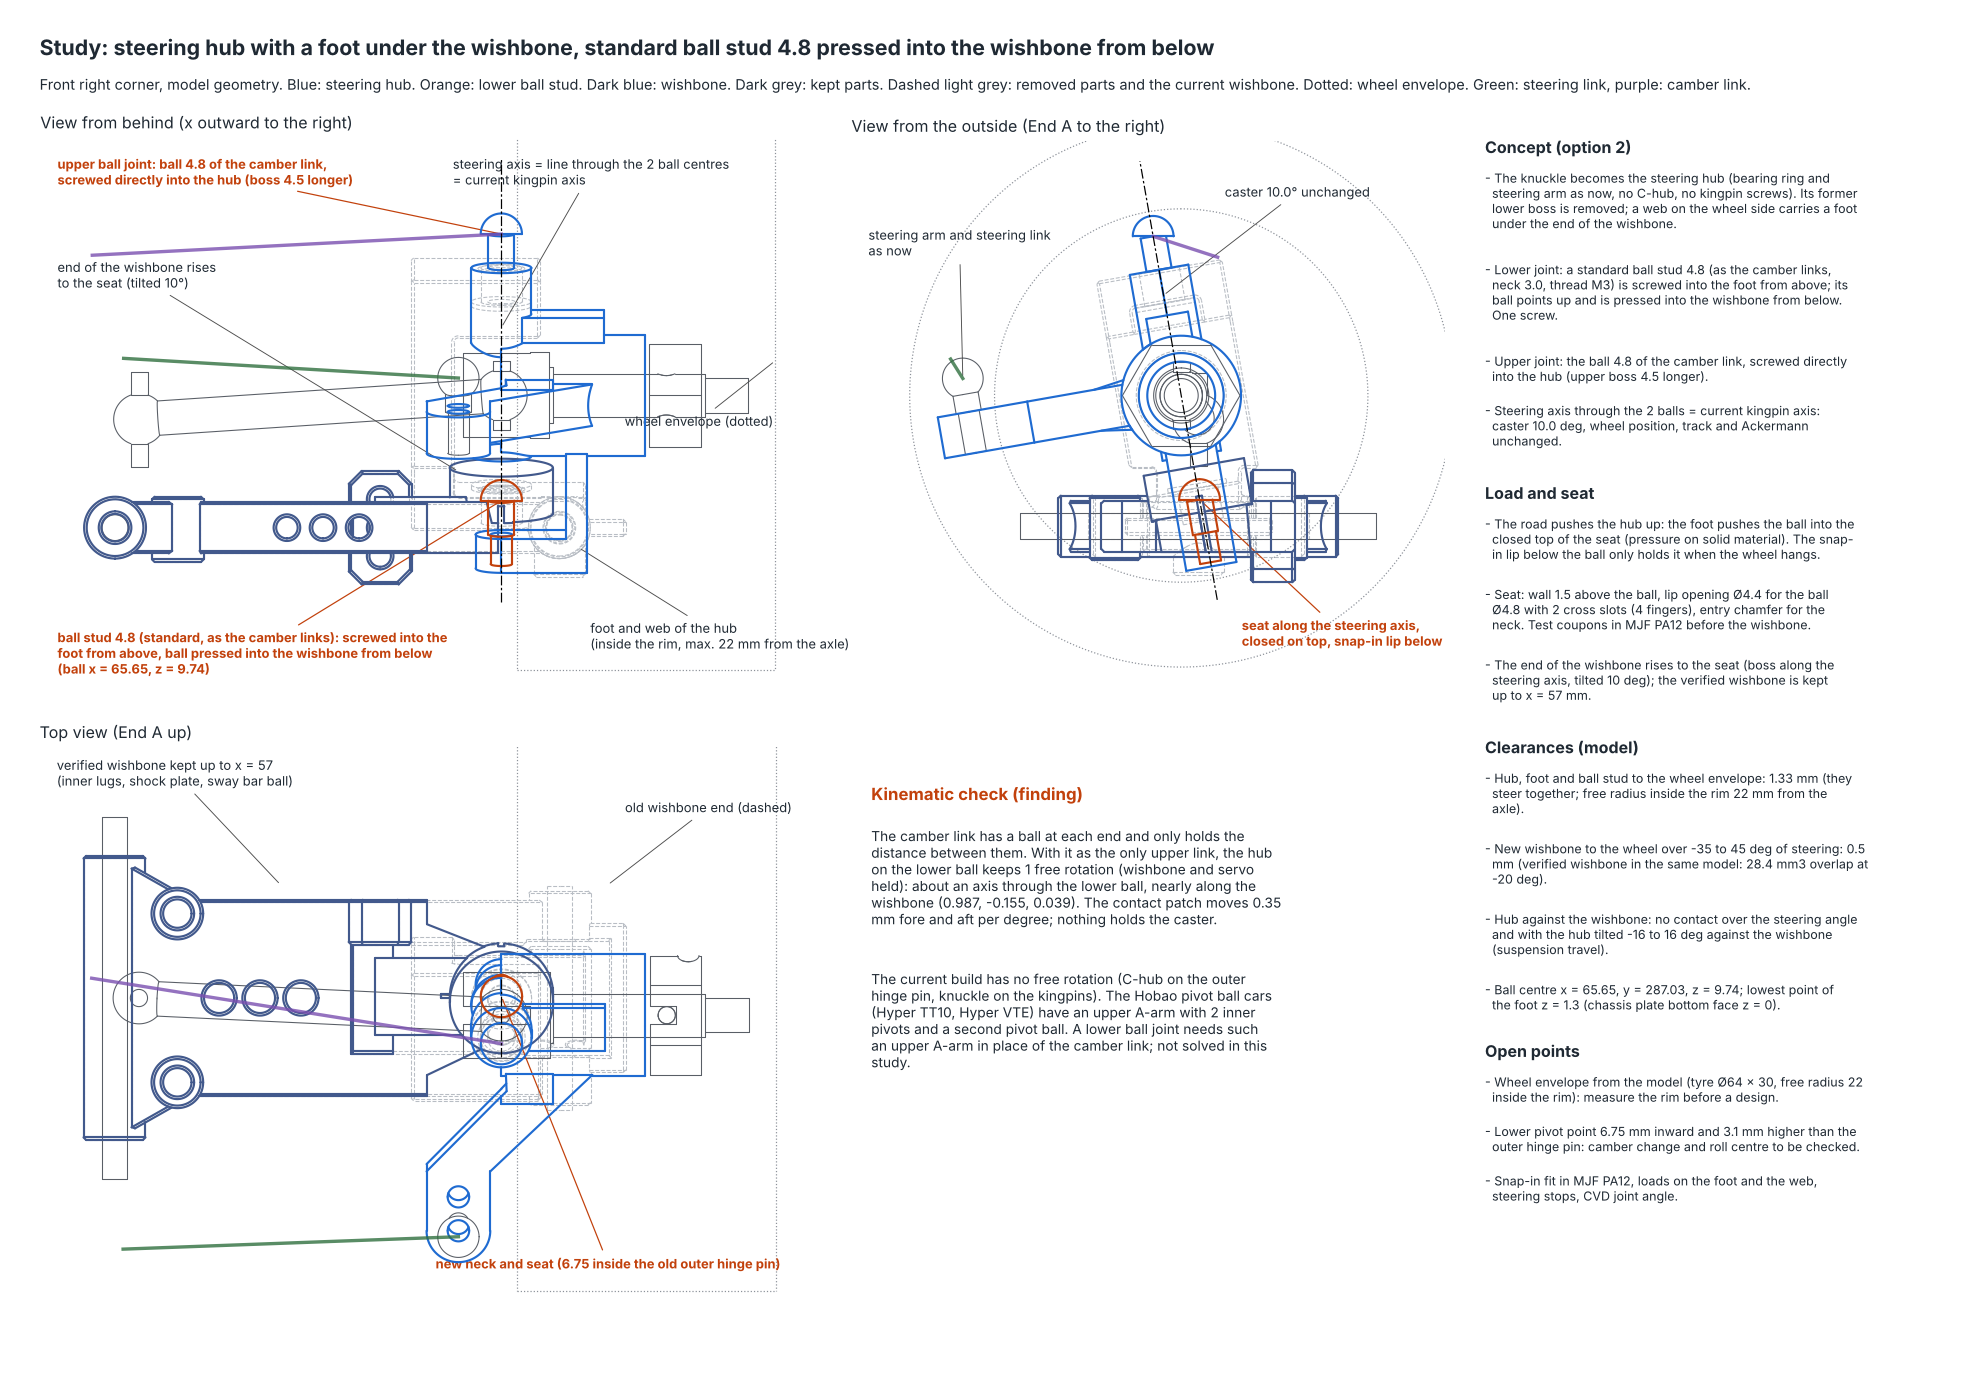 Study: steering hub with a foot under the wishbone, standard ball stud 4.8 pressed into the wishbone from below
Front right corner, model geometry. Blue: steering hub. Orange: lower ball stud. Dark blue: wishbone. Dark grey: kept parts. Dashed light grey: removed parts and the current wishbone. Dotted: wheel envelope. Green: steering link, purple: camber link.
View from behind (x outward to the right)
upper ball joint: ball 4.8 of the camber link,
screwed directly into the hub (boss 4.5 longer)
steering axis = line through the 2 ball centres
= current kingpin axis
end of the wishbone rises
to the seat (tilted 10°)
wheel envelope (dotted)
ball stud 4.8 (standard, as the camber links): screwed into the
foot from above, ball pressed into the wishbone from below
(ball x = 65.65, z = 9.74)
foot and web of the hub
(inside the rim, max. 22 mm from the axle)
View from the outside (End A to the right)
caster 10.0° unchanged
steering arm and steering link
as now
seat along the steering axis,
closed on top, snap-in lip below
Top view (End A up)
verified wishbone kept up to x = 57
(inner lugs, shock plate, sway bar ball)
old wishbone end (dashed)
new neck and seat (6.75 inside the old outer hinge pin)
Kinematic check (finding)
The camber link has a ball at each end and only holds the
distance between them. With it as the only upper link, the hub
on the lower ball keeps 1 free rotation (wishbone and servo
held): about an axis through the lower ball, nearly along the
wishbone (0.987, -0.155, 0.039). The contact patch moves 0.35
mm fore and aft per degree; nothing holds the caster.
The current build has no free rotation (C-hub on the outer
hinge pin, knuckle on the kingpins). The Hobao pivot ball cars
(Hyper TT10, Hyper VTE) have an upper A-arm with 2 inner
pivots and a second pivot ball. A lower ball joint needs such
an upper A-arm in place of the camber link; not solved in this
study.
Concept (option 2)
- The knuckle becomes the steering hub (bearing ring and
steering arm as now, no C-hub, no kingpin screws). Its former
lower boss is removed; a web on the wheel side carries a foot
under the end of the wishbone.
- Lower joint: a standard ball stud 4.8 (as the camber links,
neck 3.0, thread M3) is screwed into the foot from above; its
ball points up and is pressed into the wishbone from below.
One screw.
- Upper joint: the ball 4.8 of the camber link, screwed directly
into the hub (upper boss 4.5 longer).
- Steering axis through the 2 balls = current kingpin axis:
caster 10.0 deg, wheel position, track and Ackermann
unchanged.
Load and seat
- The road pushes the hub up: the foot pushes the ball into the
closed top of the seat (pressure on solid material). The snap-
in lip below the ball only holds it when the wheel hangs.
- Seat: wall 1.5 above the ball, lip opening Ø4.4 for the ball
Ø4.8 with 2 cross slots (4 fingers), entry chamfer for the
neck. Test coupons in MJF PA12 before the wishbone.
- The end of the wishbone rises to the seat (boss along the
steering axis, tilted 10 deg); the verified wishbone is kept
up to x = 57 mm.
Clearances (model)
- Hub, foot and ball stud to the wheel envelope: 1.33 mm (they
steer together; free radius inside the rim 22 mm from the
axle).
- New wishbone to the wheel over -35 to 45 deg of steering: 0.5
mm (verified wishbone in the same model: 28.4 mm3 overlap at
-20 deg).
- Hub against the wishbone: no contact over the steering angle
and with the hub tilted -16 to 16 deg against the wishbone
(suspension travel).
- Ball centre x = 65.65, y = 287.03, z = 9.74; lowest point of
the foot z = 1.3 (chassis plate bottom face z = 0).
Open points
- Wheel envelope from the model (tyre Ø64 × 30, free radius 22
inside the rim): measure the rim before a design.
- Lower pivot point 6.75 mm inward and 3.1 mm higher than the
outer hinge pin: camber change and roll centre to be checked.
- Snap-in fit in MJF PA12, loads on the foot and the web,
steering stops, CVD joint angle.